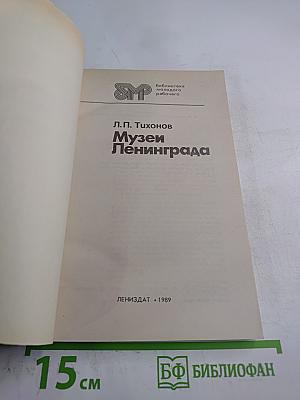 БМР
Библиотека
молодого
рабочего
Л.П. Тихонов
Музеи
Ленинграда
ЛЕНИЗДАТ • 1989
15 см
БФ БИБЛИОФАН